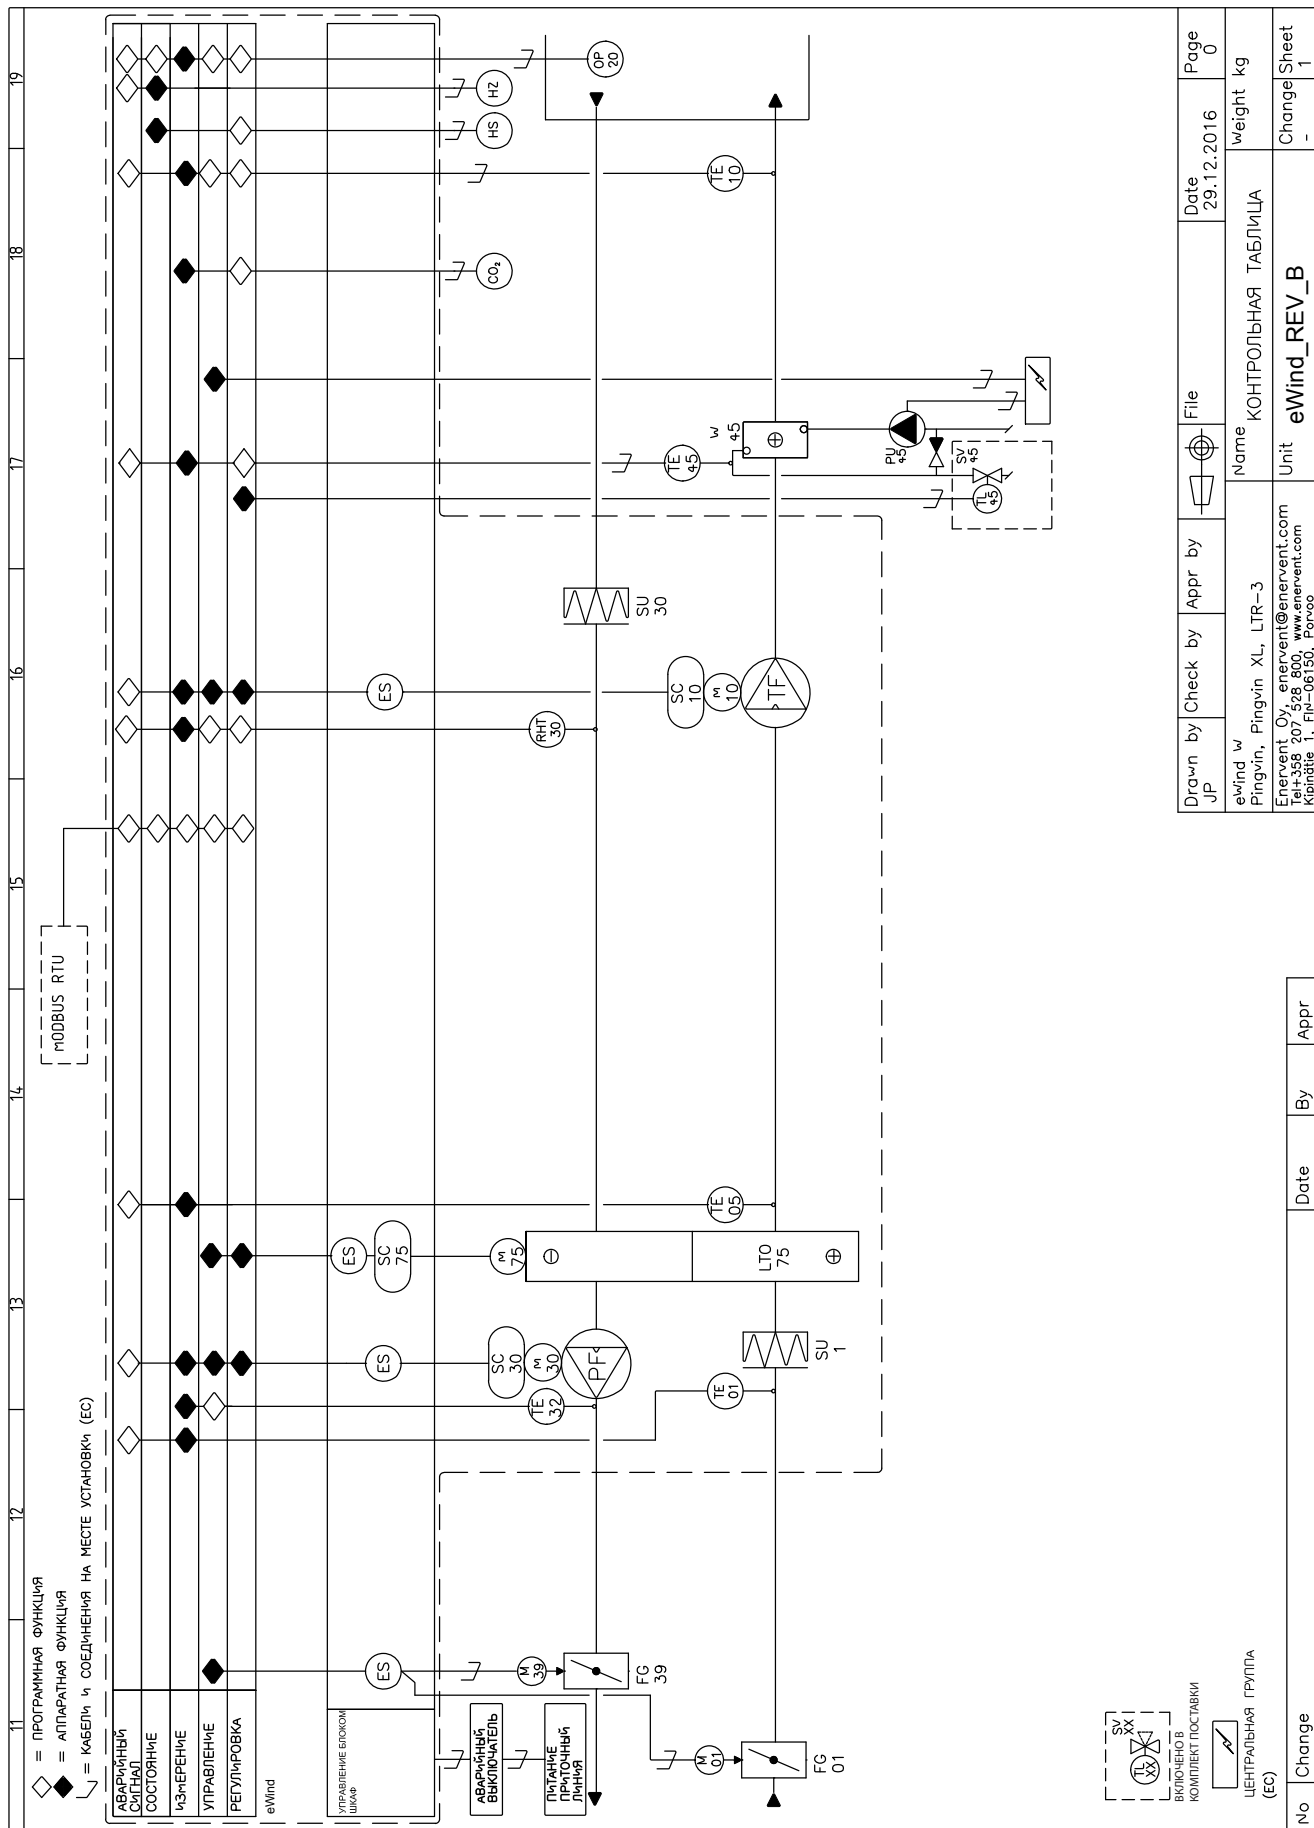 11
12
13
14
15
16
17
18
19
= ПРОГРАММНАЯ ФУНКЦИЯ
= АППАРАТНАЯ ФУНКЦИЯ
= КАБЕЛИ И СОЕДИНЕНИЯ НА МЕСТЕ УСТАНОВКИ (EC)
MODBUS RTU
АВАРИЙНЫЙ
СИГНАЛ
СОСТОЯНИЕ
ИЗМЕРЕНИЕ
УПРАВЛЕНИЕ
РЕГУЛИРОВКА
eWind
УПРАВЛЕНИЕ БЛОКОМ
ШКАФ
ES
ES
ES
ES
SC
75
АВАРИЙНЫЙ
ВЫКЛЮЧАТЕЛЬ
ПИТАНИЕ
ПРИТОЧНЫЙ
ЛИНИЯ
M
39
FG
39
M
01
FG
01
TE
32
SC
30
M
30
PF
M
75
TE
01
SU
1
LTO
75
TE
05
RHT
30
SC
10
M
10
TF
SU
30
TE
45
W
45
PU
45
SV
45
TL
45
CO₂
TE
10
HS
HZ
OP
20
SV
XX
TL
XX
ВКЛЮЧЕНО В
КОМПЛЕКТ ПОСТАВКИ
ЦЕНТРАЛЬНАЯ ГРУППА
(EC)
No
Change
Date
By
Appr
Drawn by
JP
Check by
Appr by
File
Date
29.12.2016
Page
0
eWind W
Pingvin, Pingvin XL, LTR-3
Name
КОНТРОЛЬНАЯ ТАБЛИЦА
Weight kg
Enervent Oy, enervent@enervent.com
Tel+358 207 528 800, www.enervent.com
Kipinätie 1, FIN-06150, Porvoo
Unit
eWind_REV_B
Change
-
Sheet
1